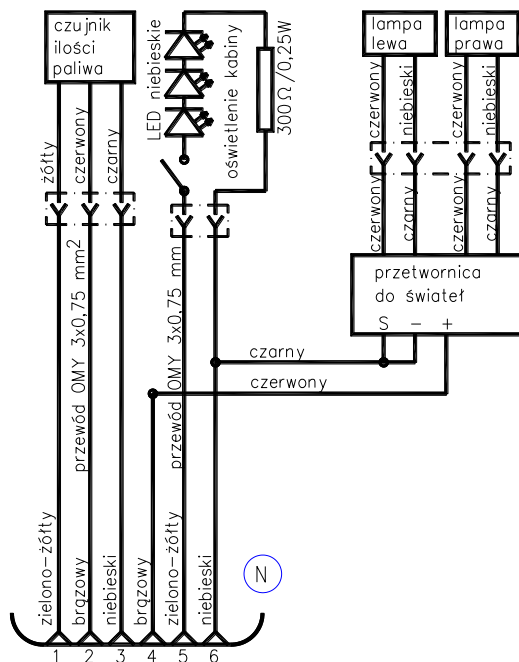 czujnik
ilości
paliwa
LED niebieskie
oświetlenie kabiny
300Ω/0,25W
lampa
lewa
lampa
prawa
czerwony
niebieski
czerwony
niebieski
żółty
czerwony
czarny
czerwony
czarny
czerwony
czarny
przetwornica
do świateł
S - +
przewód OMY 3x0,75 mm2
przewód OMY 3x0,75 mm
czarny
czerwony
zielono-żółty
brązowy
niebieski
brązowy
zielono-żółty
niebieski
N
1 2 3 4 5 6